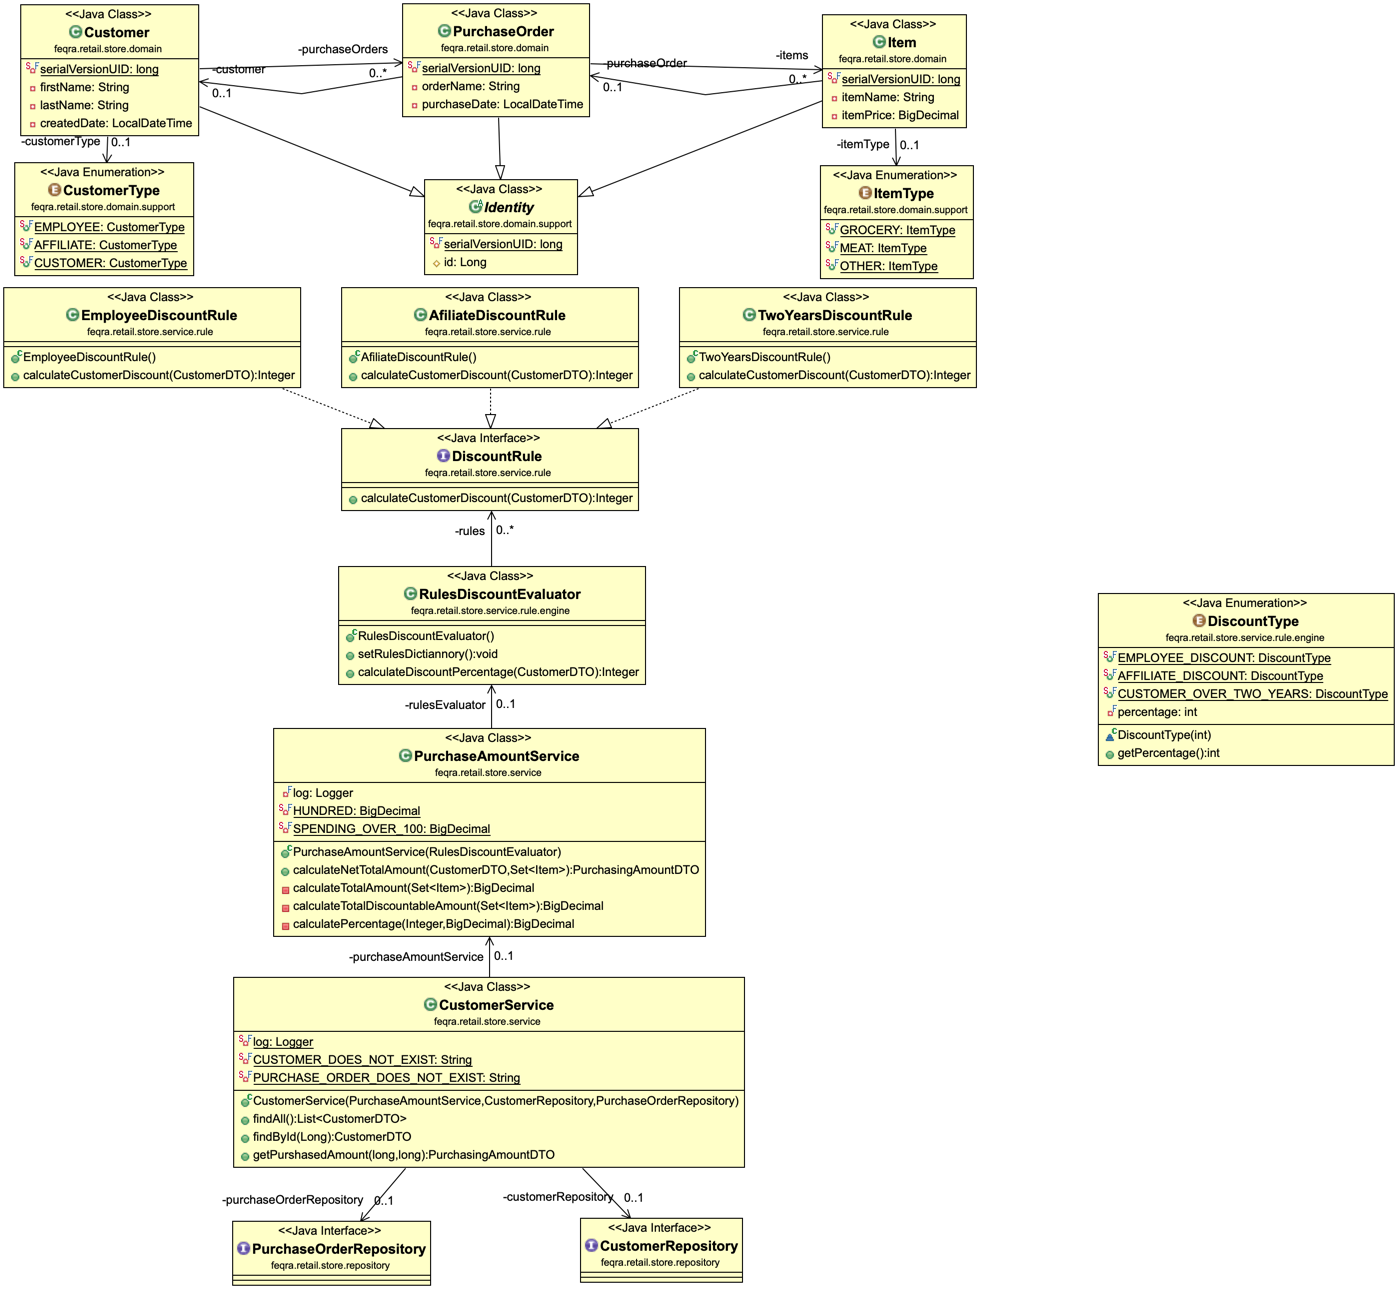 <<Java Class>>
Customer
feqra.retail.store.domain
serialVersionUID: long
firstName: String
lastName: String
createdDate: LocalDateTime
-purchaseOrders
0..*
-customer
0..1
<<Java Class>>
PurchaseOrder
feqra.retail.store.domain
serialVersionUID: long
orderName: String
purchaseDate: LocalDateTime
-items
0..*
-purchaseOrder
0..1
<<Java Class>>
Item
feqra.retail.store.domain
serialVersionUID: long
itemName: String
itemPrice: BigDecimal
-customerType 0..1
-itemType 0..1
<<Java Enumeration>>
CustomerType
feqra.retail.store.domain.support
EMPLOYEE: CustomerType
AFFILIATE: CustomerType
CUSTOMER: CustomerType
<<Java Class>>
Identity
feqra.retail.store.domain.support
serialVersionUID: long
id: Long
<<Java Enumeration>>
ItemType
feqra.retail.store.domain.support
GROCERY: ItemType
MEAT: ItemType
OTHER: ItemType
<<Java Class>>
EmployeeDiscountRule
feqra.retail.store.service.rule
EmployeeDiscountRule()
calculateCustomerDiscount(CustomerDTO):Integer
<<Java Class>>
AfiliateDiscountRule
feqra.retail.store.service.rule
AfiliateDiscountRule()
calculateCustomerDiscount(CustomerDTO):Integer
<<Java Class>>
TwoYearsDiscountRule
feqra.retail.store.service.rule
TwoYearsDiscountRule()
calculateCustomerDiscount(CustomerDTO):Integer
<<Java Interface>>
DiscountRule
feqra.retail.store.service.rule
calculateCustomerDiscount(CustomerDTO):Integer
-rules 0..*
<<Java Class>>
RulesDiscountEvaluator
feqra.retail.store.service.rule.engine
RulesDiscountEvaluator()
setRulesDictiannory():void
calculateDiscountPercentage(CustomerDTO):Integer
<<Java Enumeration>>
DiscountType
feqra.retail.store.service.rule.engine
EMPLOYEE_DISCOUNT: DiscountType
AFFILIATE_DISCOUNT: DiscountType
CUSTOMER_OVER_TWO_YEARS: DiscountType
percentage: int
DiscountType(int)
getPercentage():int
-rulesEvaluator 0..1
<<Java Class>>
PurchaseAmountService
feqra.retail.store.service
log: Logger
HUNDRED: BigDecimal
SPENDING_OVER_100: BigDecimal
PurchaseAmountService(RulesDiscountEvaluator)
calculateNetTotalAmount(CustomerDTO,Set<Item>):PurchasingAmountDTO
calculateTotalAmount(Set<Item>):BigDecimal
calculateTotalDiscountableAmount(Set<Item>):BigDecimal
calculatePercentage(Integer,BigDecimal):BigDecimal
-purchaseAmountService 0..1
<<Java Class>>
CustomerService
feqra.retail.store.service
log: Logger
CUSTOMER_DOES_NOT_EXIST: String
PURCHASE_ORDER_DOES_NOT_EXIST: String
CustomerService(PurchaseAmountService,CustomerRepository,PurchaseOrderRepository)
findAll():List<CustomerDTO>
findById(Long):CustomerDTO
getPurshasedAmount(long,long):PurchasingAmountDTO
-purchaseOrderRepository 0..1
-customerRepository 0..1
<<Java Interface>>
PurchaseOrderRepository
feqra.retail.store.repository
<<Java Interface>>
CustomerRepository
feqra.retail.store.repository